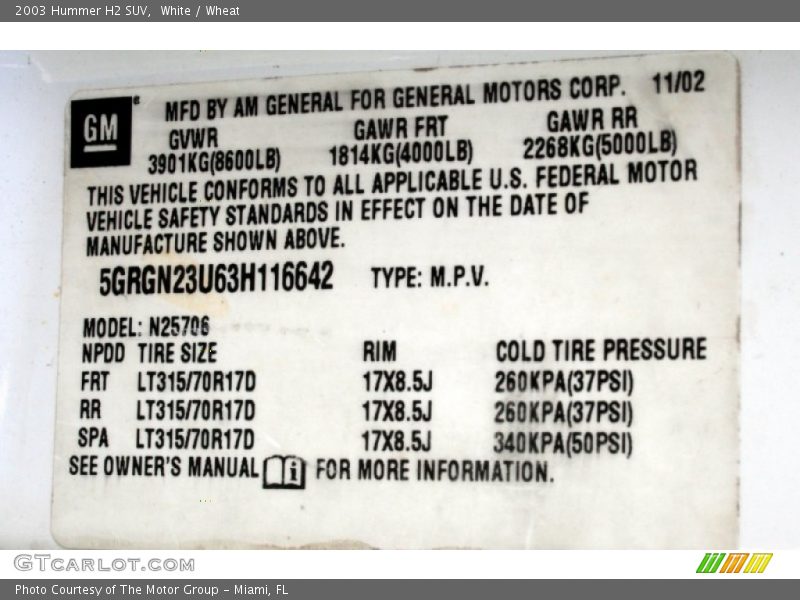 2003 Hummer H2 SUV, White / Wheat
GM
MFD BY AM GENERAL FOR GENERAL MOTORS CORP. 11/02
GVWR GAWR FRT GAWR RR
3901KG(8600LB) 1814KG(4000LB) 2268KG(5000LB)
THIS VEHICLE CONFORMS TO ALL APPLICABLE U.S. FEDERAL MOTOR
VEHICLE SAFETY STANDARDS IN EFFECT ON THE DATE OF
MANUFACTURE SHOWN ABOVE.
5GRGN23U63H116642 TYPE: M.P.V.
MODEL: N25706
NPDD TIRE SIZE RIM COLD TIRE PRESSURE
FRT LT315/70R17D 17X8.5J 260KPA(37PSI)
RR LT315/70R17D 17X8.5J 260KPA(37PSI)
SPA LT315/70R17D 17X8.5J 340KPA(50PSI)
SEE OWNER'S MANUAL i FOR MORE INFORMATION.
GTCARLOT.COM
Photo Courtesy of The Motor Group - Miami, FL